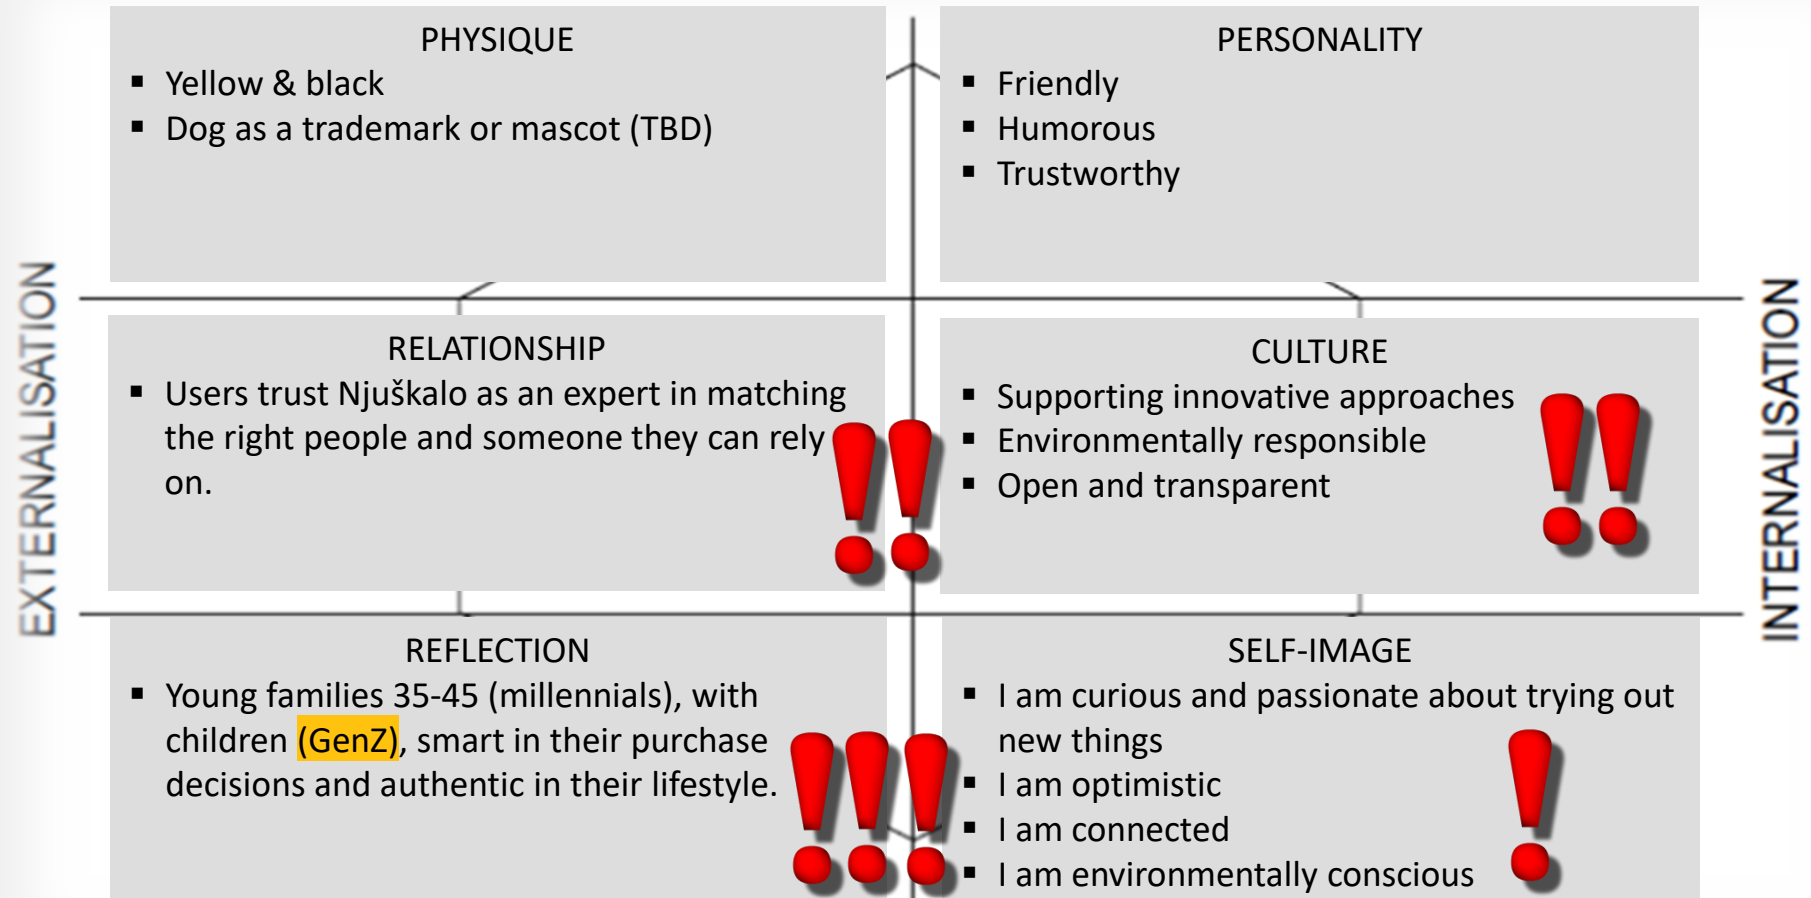 PHYSIQUE
▪ Yellow & black
▪ Dog as a trademark or mascot (TBD)
PERSONALITY
▪ Friendly
▪ Humorous
▪ Trustworthy
EXTERNALISATION
RELATIONSHIP
▪ Users trust Njuškalo as an expert in matching
the right people and someone they can rely
on.
CULTURE
▪ Supporting innovative approaches
▪ Environmentally responsible
▪ Open and transparent
INTERNALISATION
REFLECTION
▪ Young families 35-45 (millennials), with
children (GenZ), smart in their purchase
decisions and authentic in their lifestyle.
SELF-IMAGE
▪ I am curious and passionate about trying out
new things
▪ I am optimistic
▪ I am connected
▪ I am environmentally conscious